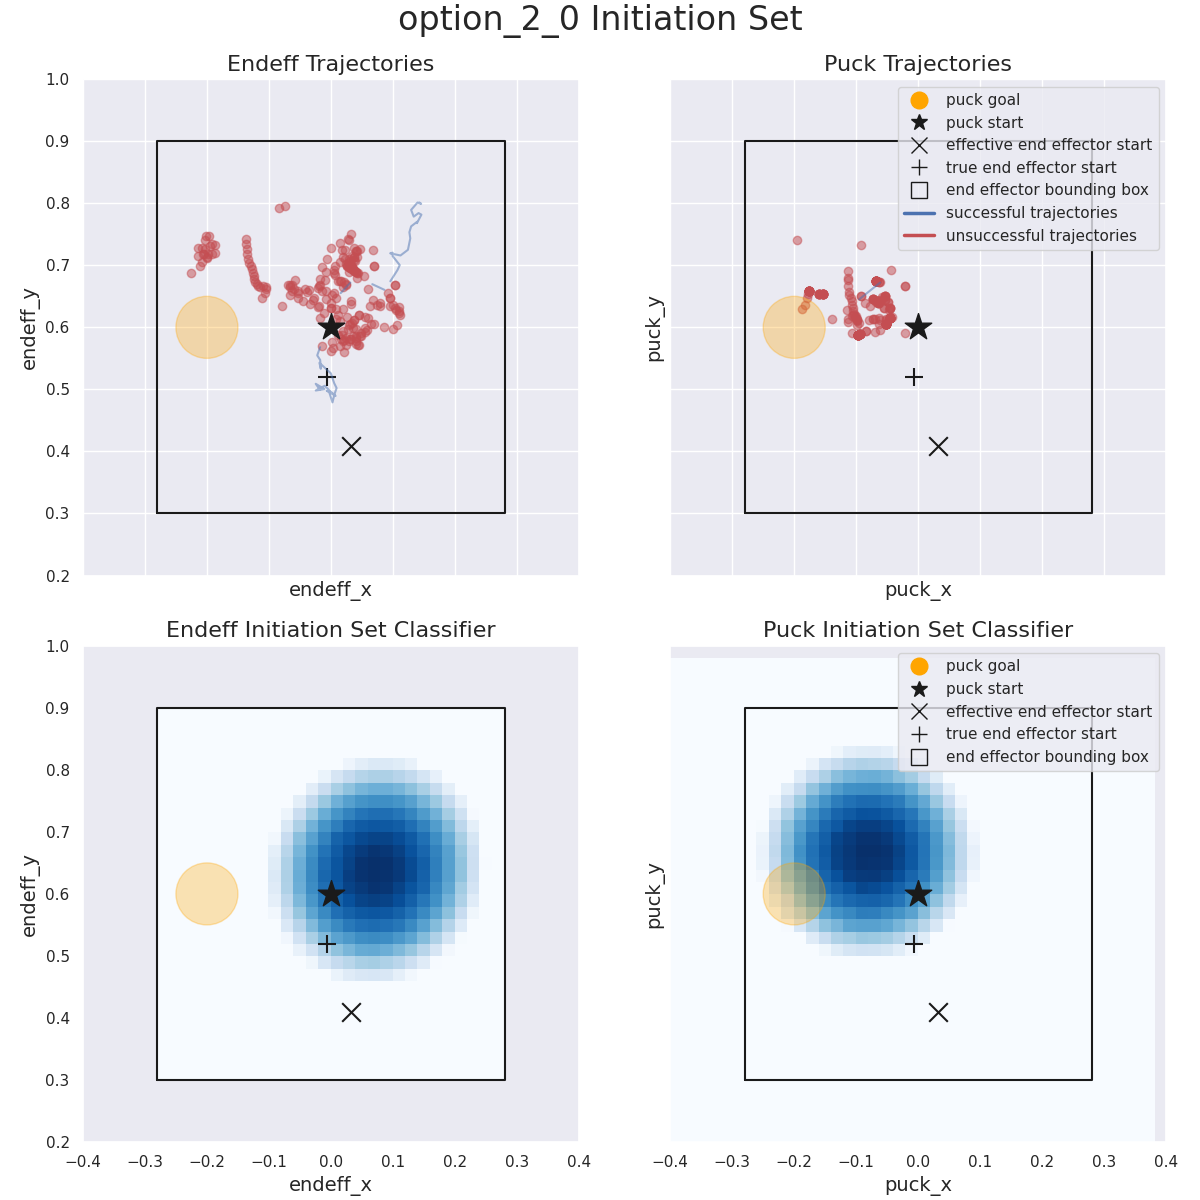 option_2_0 Initiation Set
Endeff Trajectories
Puck Trajectories
1.0
0.9
0.8
0.7
0.6
0.5
0.4
0.3
0.2
endeff_y
endeff_x
puck_y
puck_x
puck goal
puck start
effective end effector start
true end effector start
end effector bounding box
successful trajectories
unsuccessful trajectories
Endeff Initiation Set Classifier
Puck Initiation Set Classifier
1.0
0.9
0.8
0.7
0.6
0.5
0.4
0.3
0.2
endeff_y
−0.4 −0.3 −0.2 −0.1 0.0 0.1 0.2 0.3 0.4
endeff_x
puck_y
puck goal
puck start
effective end effector start
true end effector start
end effector bounding box
−0.4 −0.3 −0.2 −0.1 0.0 0.1 0.2 0.3 0.4
puck_x